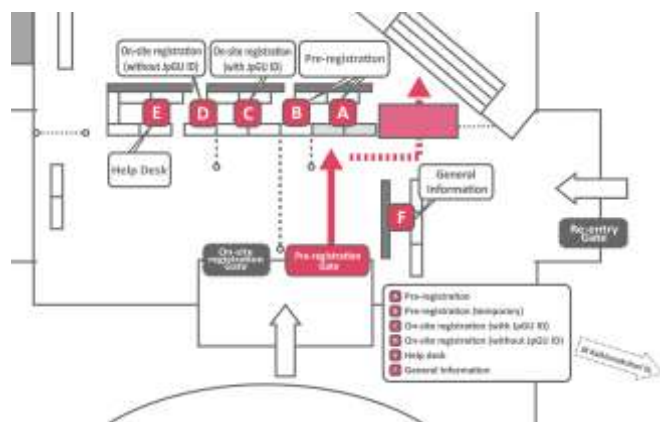 On-site registration
(without JpGU ID)
On-site registration
(with JpGU ID)
Pre-registration
E
D
C
B
A
Help Desk
General
Information
F
Re-entry
Gate
On-site
registration
Gate
Pre-registration
Gate
A Pre-registration
B Pre-registration (temporary)
C On-site registration (with JpGU ID)
D On-site registration (without JpGU ID)
E Help desk
F General Information